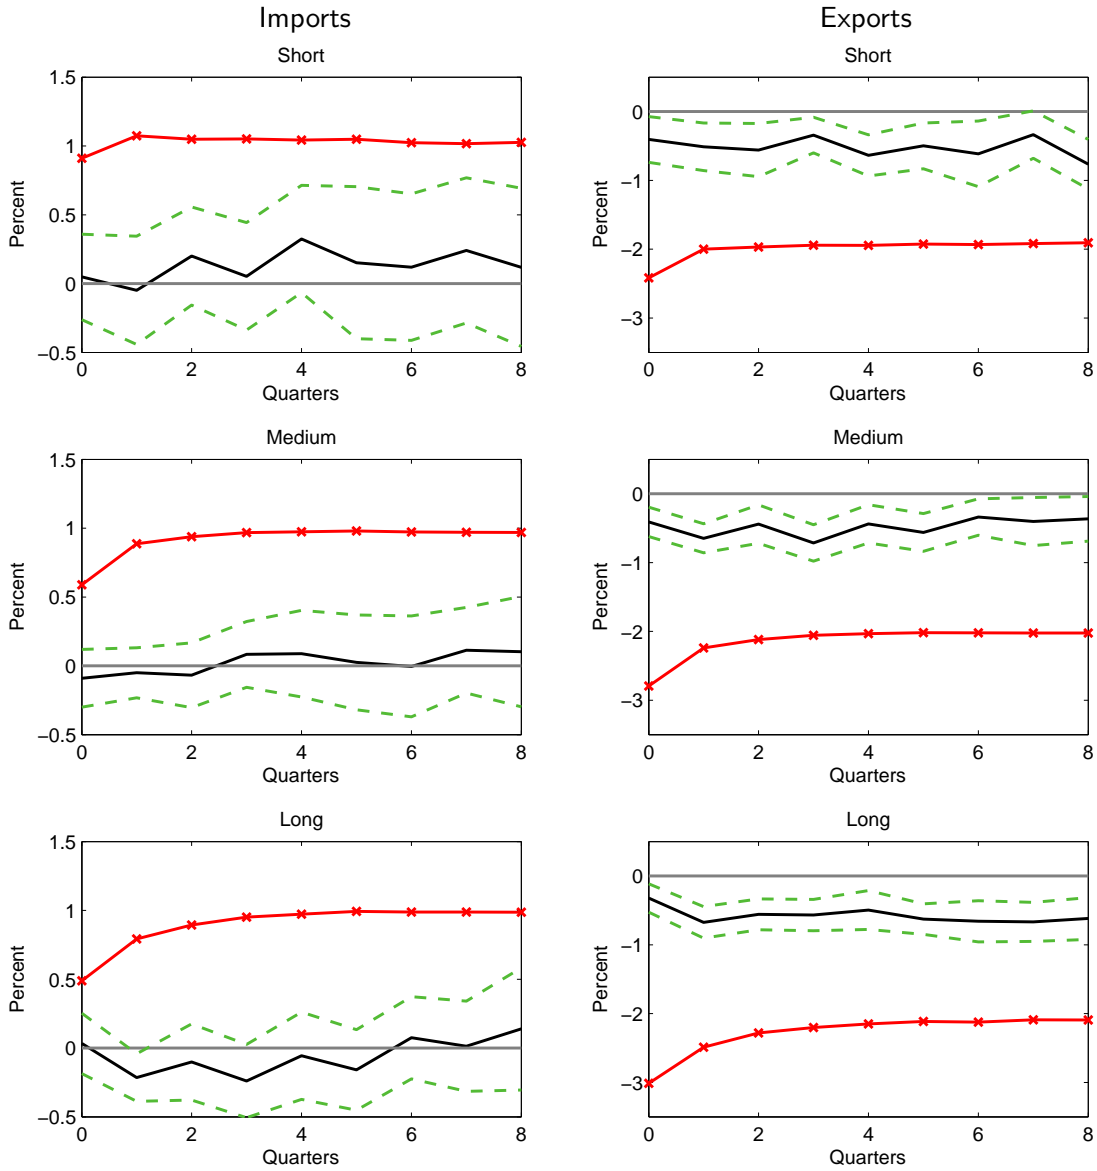 Imports
Exports
Short
Short
1.5
1
0.5
0
−0.5
Percent
0 2 4 6 8
Quarters
0
−1
−2
−3
Percent
0 2 4 6 8
Quarters
Medium
Medium
1.5
1
0.5
0
−0.5
Percent
0 2 4 6 8
Quarters
0
−1
−2
−3
Percent
0 2 4 6 8
Quarters
Long
Long
1.5
1
0.5
0
−0.5
Percent
0 2 4 6 8
Quarters
0
−1
−2
−3
Percent
0 2 4 6 8
Quarters